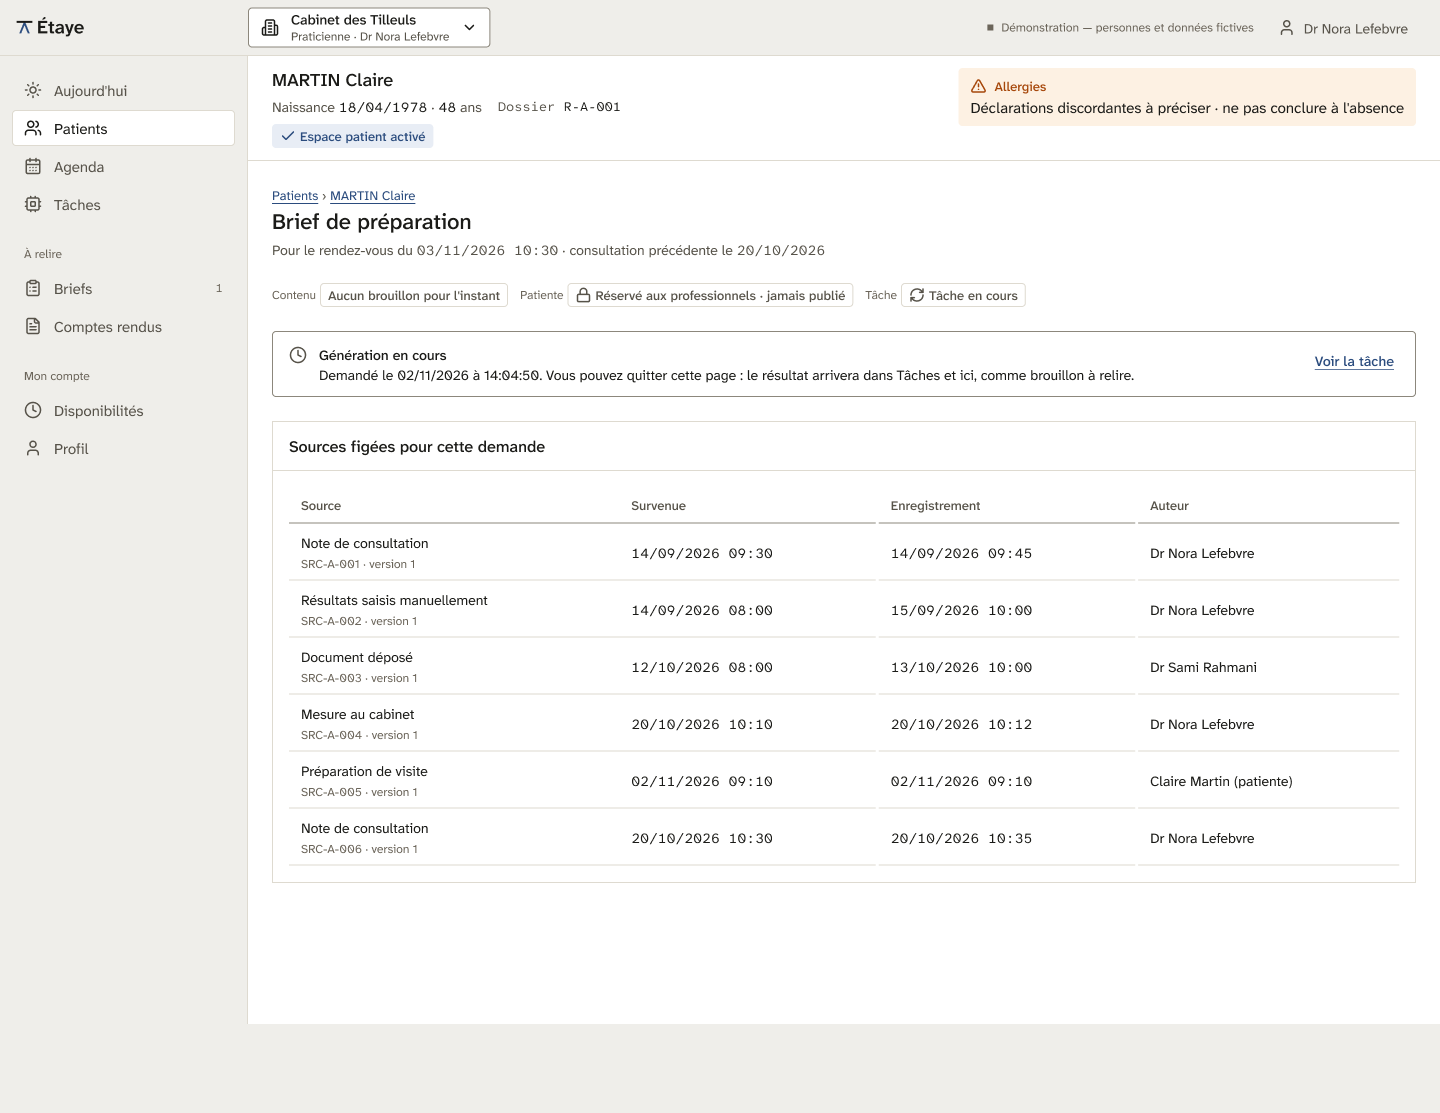 Étaye
Cabinet des Tilleuls
Praticienne · Dr Nora Lefebvre
Démonstration — personnes et données fictives
Dr Nora Lefebvre
Aujourd'hui
Patients
Agenda
Tâches
À relire
Briefs 1
Comptes rendus
Mon compte
Disponibilités
Profil
MARTIN Claire
Naissance 18/04/1978 · 48 ans Dossier R-A-001
Espace patient activé
Allergies
Déclarations discordantes à préciser · ne pas conclure à l'absence
Patients › MARTIN Claire
Brief de préparation
Pour le rendez-vous du 03/11/2026 10:30 · consultation précédente le 20/10/2026
Contenu Aucun brouillon pour l'instant Patiente Réservé aux professionnels · jamais publié Tâche Tâche en cours
Génération en cours
Demandé le 02/11/2026 à 14:04:50. Vous pouvez quitter cette page : le résultat arrivera dans Tâches et ici, comme brouillon à relire.
Voir la tâche
Sources figées pour cette demande
Source Survenue Enregistrement Auteur
Note de consultation
SRC-A-001 · version 1
14/09/2026 09:30 14/09/2026 09:45 Dr Nora Lefebvre
Résultats saisis manuellement
SRC-A-002 · version 1
14/09/2026 08:00 15/09/2026 10:00 Dr Nora Lefebvre
Document déposé
SRC-A-003 · version 1
12/10/2026 08:00 13/10/2026 10:00 Dr Sami Rahmani
Mesure au cabinet
SRC-A-004 · version 1
20/10/2026 10:10 20/10/2026 10:12 Dr Nora Lefebvre
Préparation de visite
SRC-A-005 · version 1
02/11/2026 09:10 02/11/2026 09:10 Claire Martin (patiente)
Note de consultation
SRC-A-006 · version 1
20/10/2026 10:30 20/10/2026 10:35 Dr Nora Lefebvre